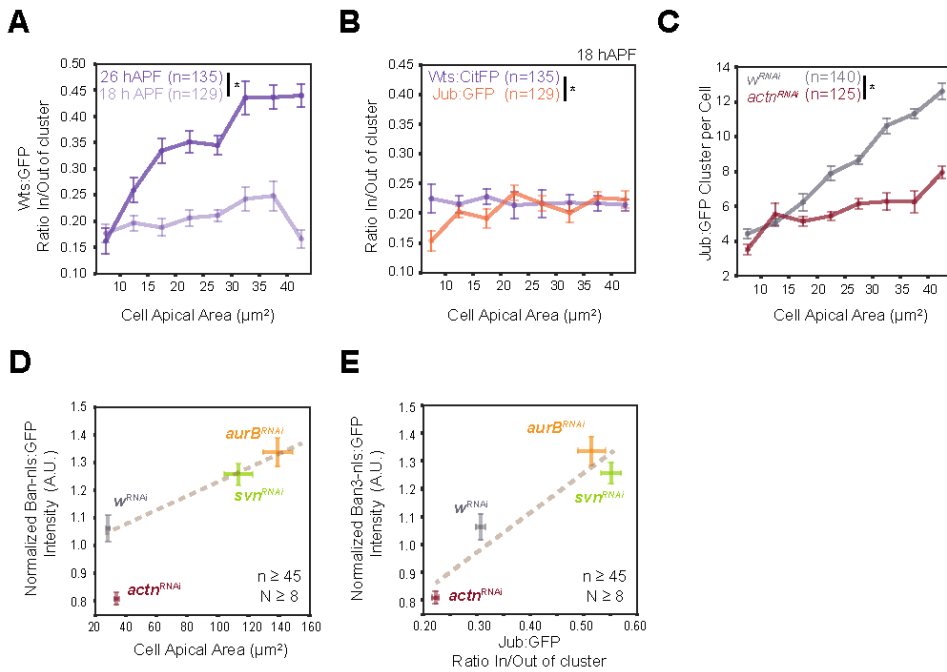 A
26 hAPF (n=135)
18 h APF (n=129)
*
Wts:GFP
Ratio In/Out of cluster
0.50
0.45
0.40
0.35
0.30
0.25
0.20
0.15
0.10
10 15 20 25 30 35 40
Cell Apical Area (µm²)
B
18 hAPF
Wts:CitFP (n=135)
Jub:GFP (n=129)
*
Ratio In/Out of cluster
0.45
0.40
0.35
0.30
0.25
0.20
0.15
0.10
10 15 20 25 30 35 40
Cell Apical Area (µm²)
C
w^RNAi (n=140)
actn^RNAi (n=125)
*
Jub:GFP Cluster per Cell
14
12
10
8
6
4
2
10 15 20 25 30 35 40
Cell Apical Area (µm²)
D
Normalized Ban-nls:GFP
Intensity (A.U.)
1.5
1.4
1.3
1.2
1.1
1.0
0.9
0.8
aurB^RNAi
svn^RNAi
w^RNAi
actn^RNAi
n ≥ 45
N ≥ 8
20 40 60 80 100 120 140 160
Cell Apical Area (µm²)
E
Normalized Ban3-nls:GFP
Intensity (A.U.)
1.5
1.4
1.3
1.2
1.1
1.0
0.9
0.8
aurB^RNAi
svn^RNAi
w^RNAi
actn^RNAi
n ≥ 45
N ≥ 8
0.20 0.30 0.40 0.50 0.60
Jub:GFP
Ratio In/Out of cluster